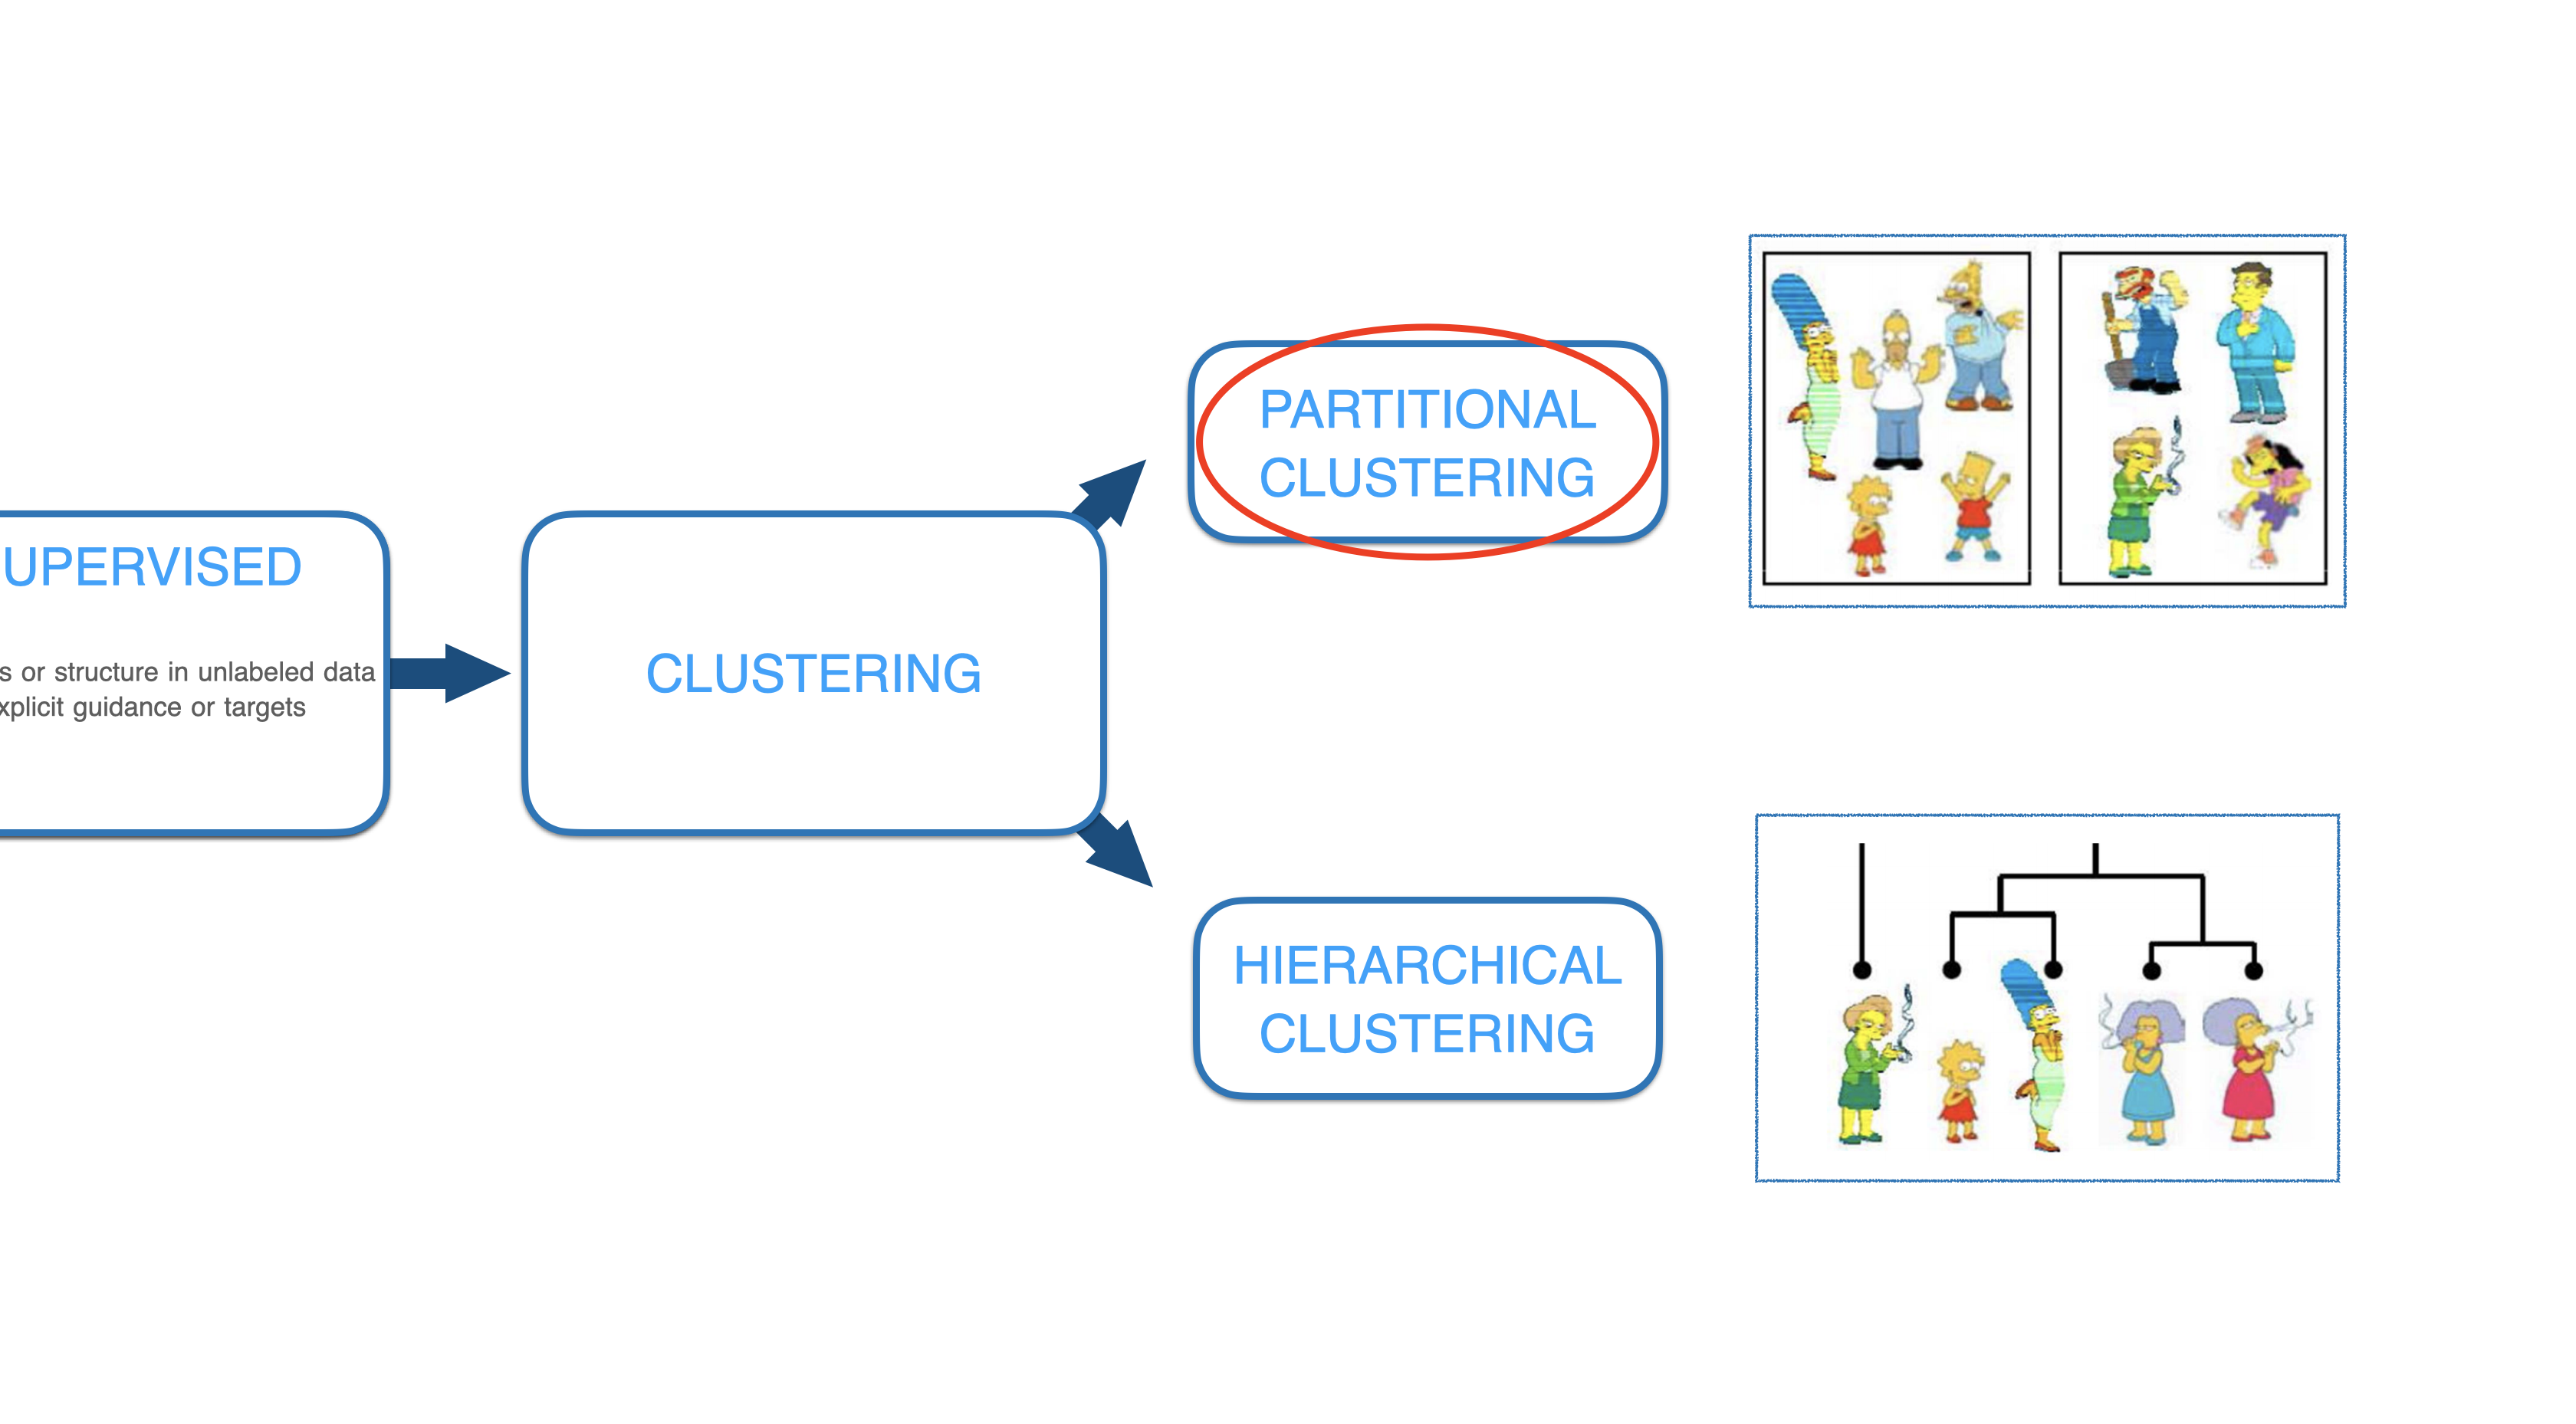 UPERVISED
s or structure in unlabeled data
xplicit guidance or targets
CLUSTERING
PARTITIONAL
CLUSTERING
HIERARCHICAL
CLUSTERING